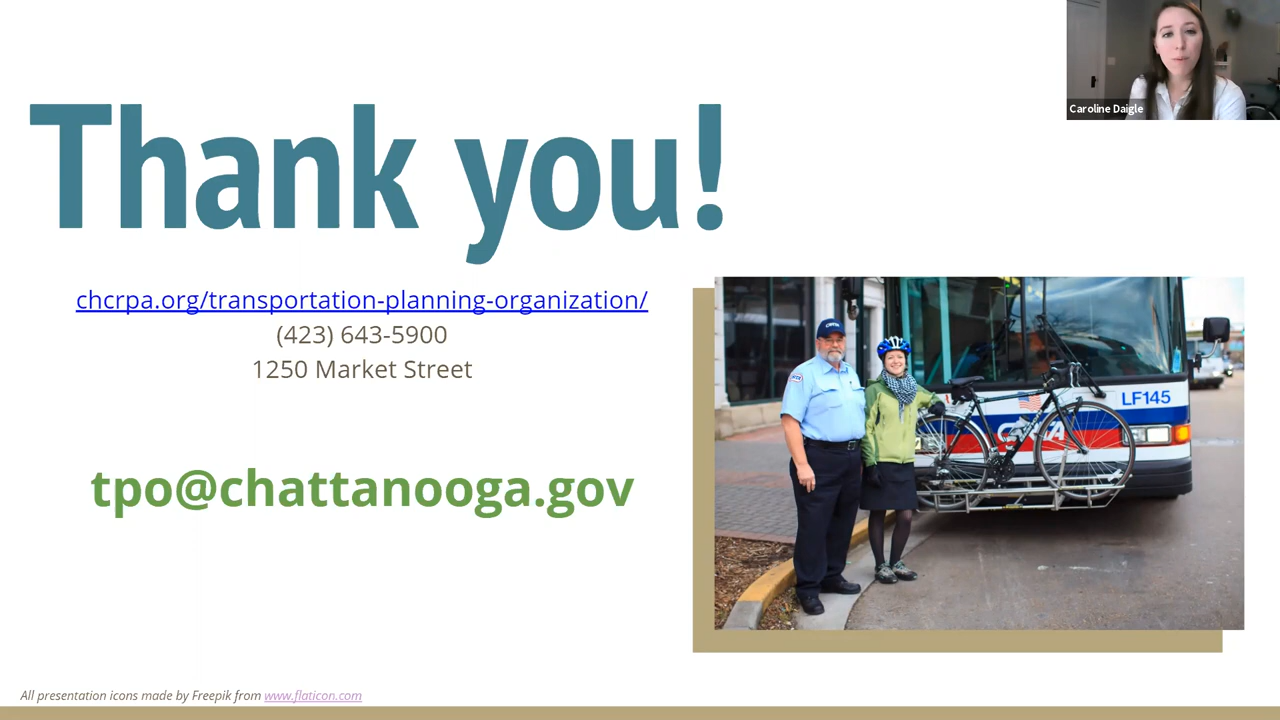 Caroline Daigle
Thank you!
chcrpa.org/transportation-planning-organization/
(423) 643-5900
1250 Market Street
tpo@chattanooga.gov
LF145
All presentation icons made by Freepik from www.flaticon.com